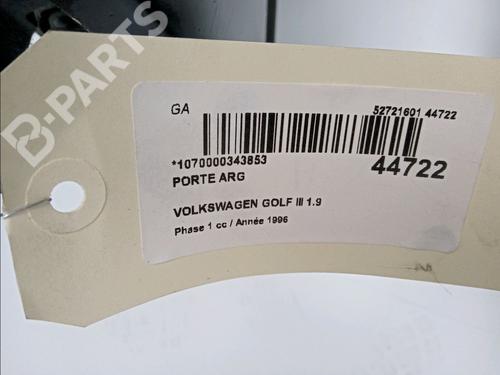 B-PARTS
GA
52721601 44722
*1070000343853
44722
PORTE ARG
VOLKSWAGEN GOLF III 1.9
Phase 1 cc / Année 1996